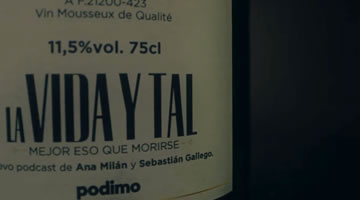 A P.21200-423
Vin Mousseux de Qualité
11,5%vol. 75cl
LA VIDA Y TAL
MEJOR ESO QUE MORIRSE
podcast de Ana Milán y Sebastián Gallego.
podimo